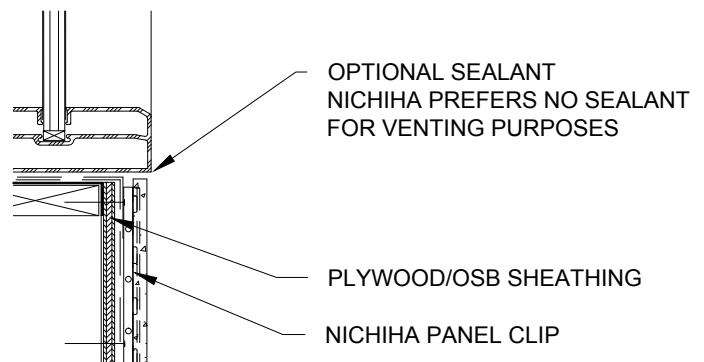 OPTIONAL SEALANT
NICHIHA PREFERS NO SEALANT
FOR VENTING PURPOSES
PLYWOOD/OSB SHEATHING
NICHIHA PANEL CLIP